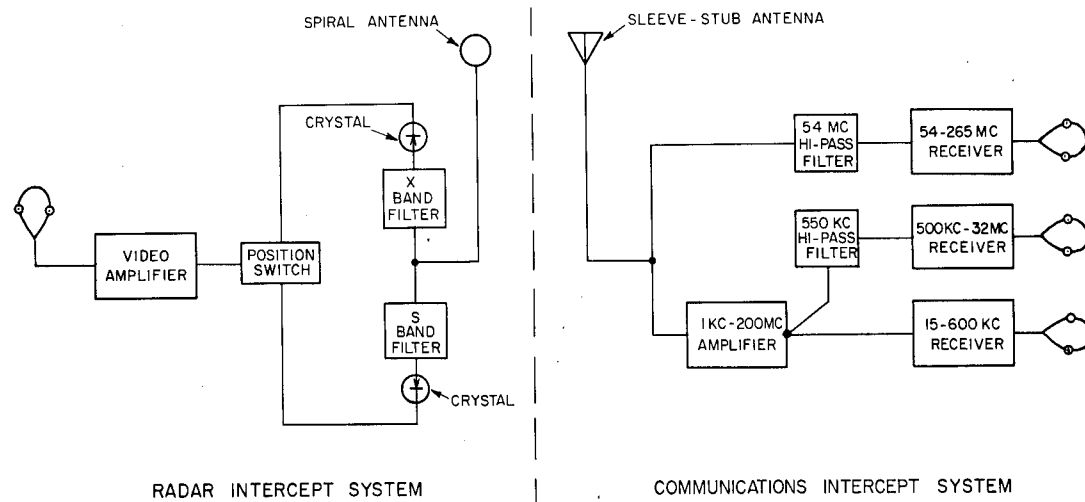 SPIRAL ANTENNA
CRYSTAL
X
BAND
FILTER
VIDEO
AMPLIFIER
POSITION
SWITCH
S
BAND
FILTER
CRYSTAL
RADAR INTERCEPT SYSTEM
SLEEVE-STUB ANTENNA
54 MC
HI-PASS
FILTER
54-265 MC
RECEIVER
550 KC
HI-PASS
FILTER
500KC-32MC
RECEIVER
1KC-200MC
AMPLIFIER
15-600 KC
RECEIVER
COMMUNICATIONS INTERCEPT SYSTEM